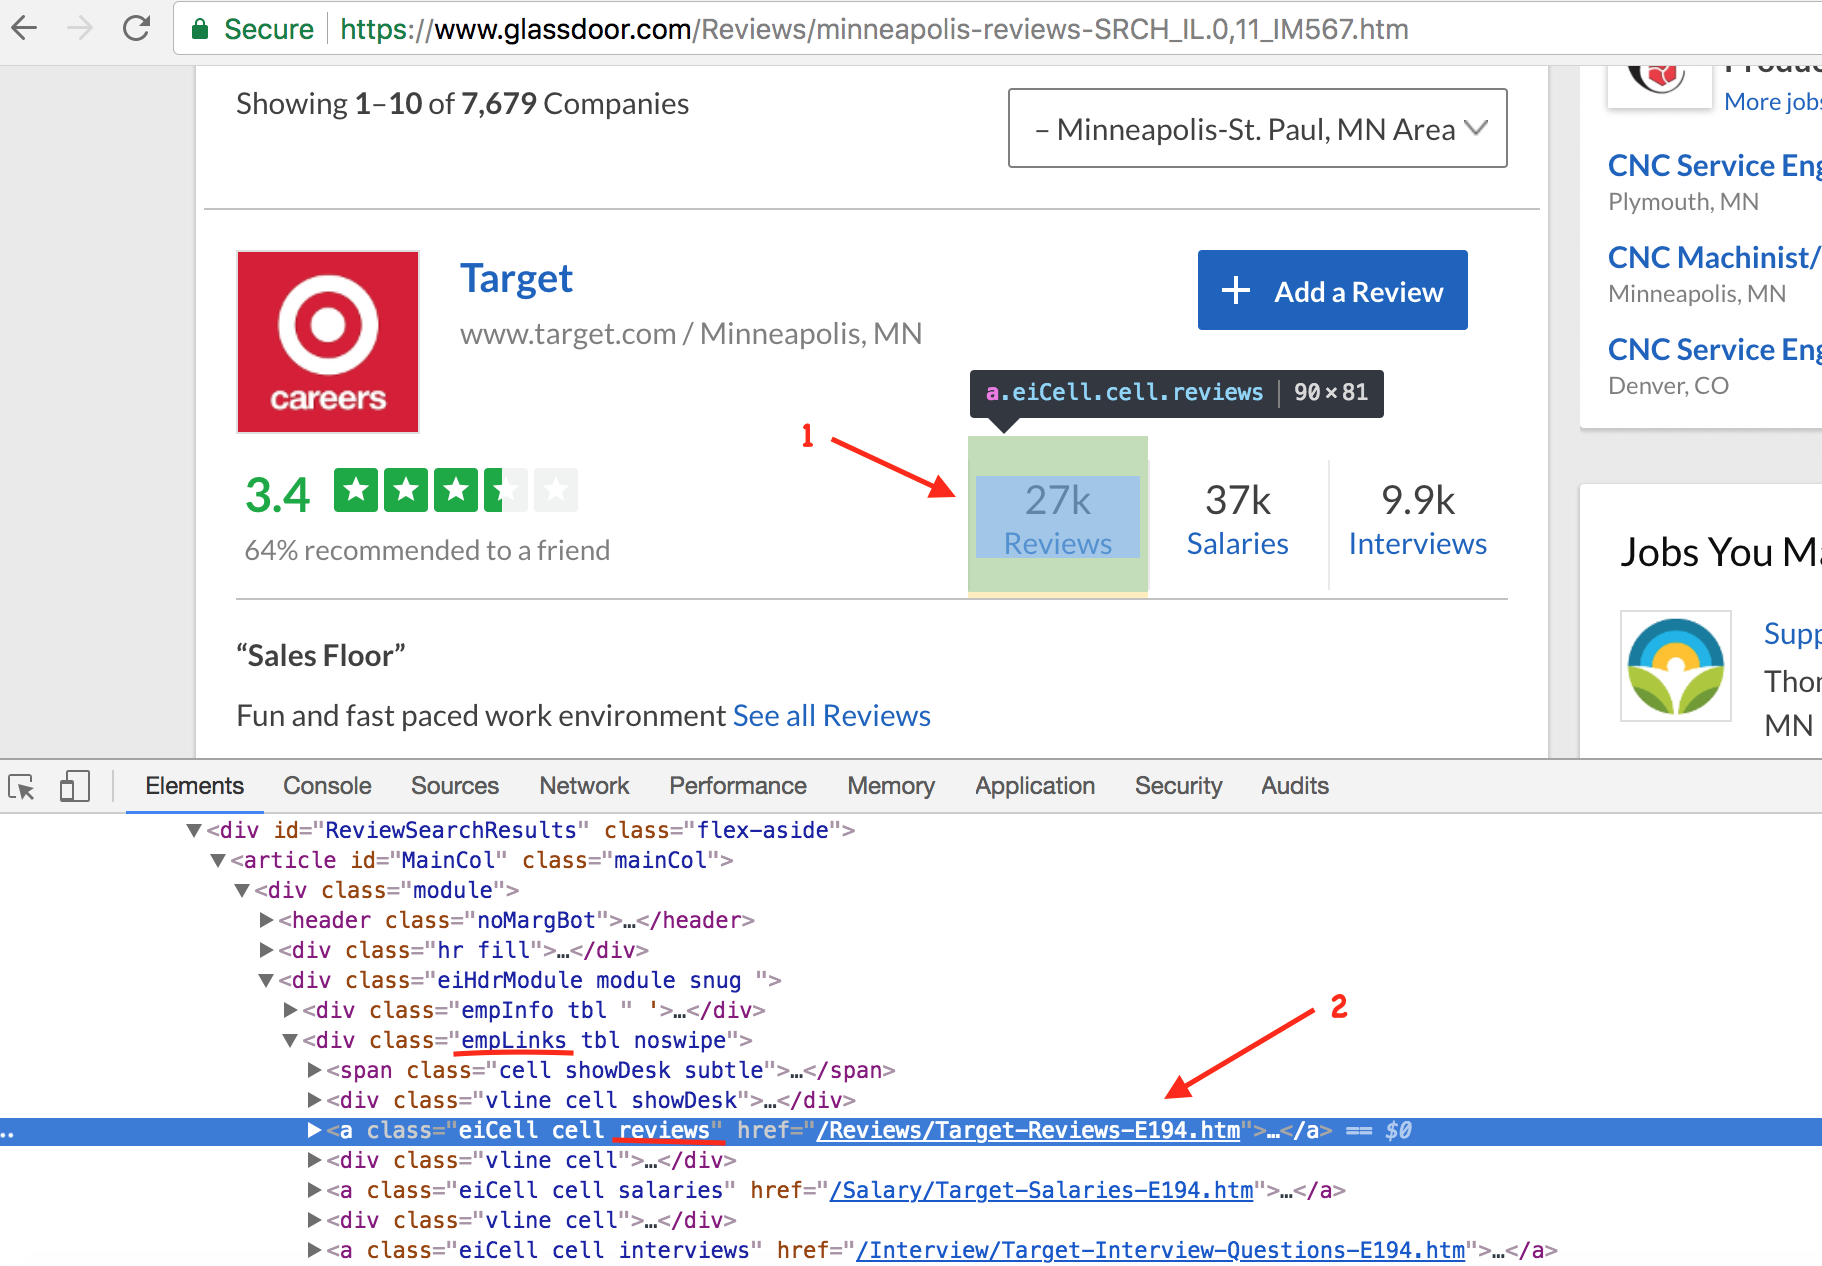 Secure https://www.glassdoor.com/Reviews/minneapolis-reviews-SRCH_IL.0,11_IM567.htm
Showing 1–10 of 7,679 Companies
– Minneapolis-St. Paul, MN Area
More jobs
CNC Service Eng
Plymouth, MN
CNC Machinist/
Minneapolis, MN
CNC Service Eng
Denver, CO
careers
Target
www.target.com / Minneapolis, MN
+ Add a Review
a.eiCell.cell.reviews | 90×81
1
3.4
64% recommended to a friend
27k
Reviews
37k
Salaries
9.9k
Interviews
“Sales Floor”
Fun and fast paced work environment See all Reviews
Jobs You Ma
Supp
Thor
MN
Elements Console Sources Network Performance Memory Application Security Audits
▼<div id="ReviewSearchResults" class="flex-aside">
▼<article id="MainCol" class="mainCol">
▼<div class="module">
▶<header class="noMargBot">…</header>
▶<div class="hr fill">…</div>
▼<div class="eiHdrModule module snug ">
▶<div class="empInfo tbl " '>…</div>
2
▼<div class="empLinks tbl noswipe">
▶<span class="cell showDesk subtle">…</span>
▶<div class="vline cell showDesk">…</div>
▶<a class="eiCell cell reviews" href="/Reviews/Target-Reviews-E194.htm">…</a> == $0
▶<div class="vline cell">…</div>
▶<a class="eiCell cell salaries" href="/Salary/Target-Salaries-E194.htm">…</a>
▶<div class="vline cell">…</div>
▶<a class="eiCell cell interviews" href="/Interview/Target-Interview-Questions-E194.htm">…</a>